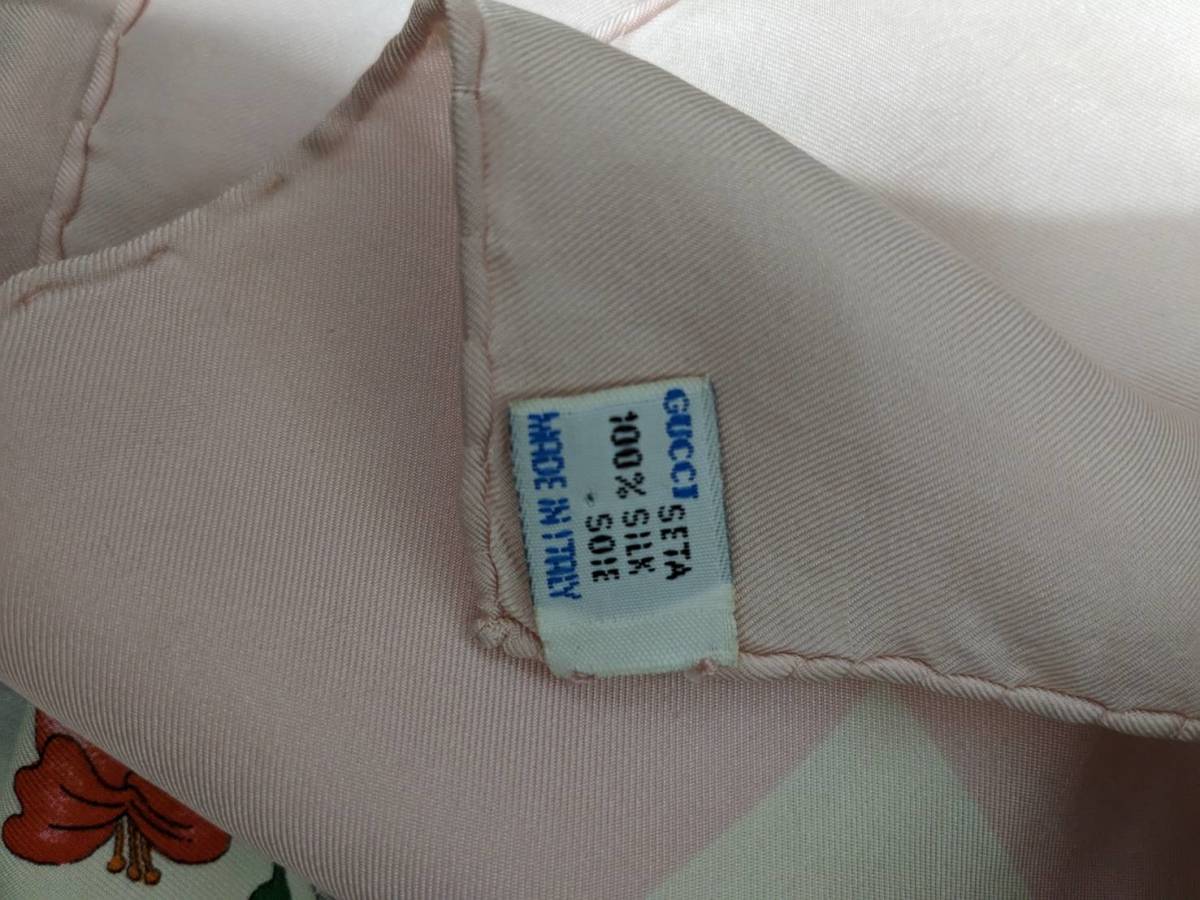 GUCCI SETA
100% SILK
SOIE
MADE IN ITALY